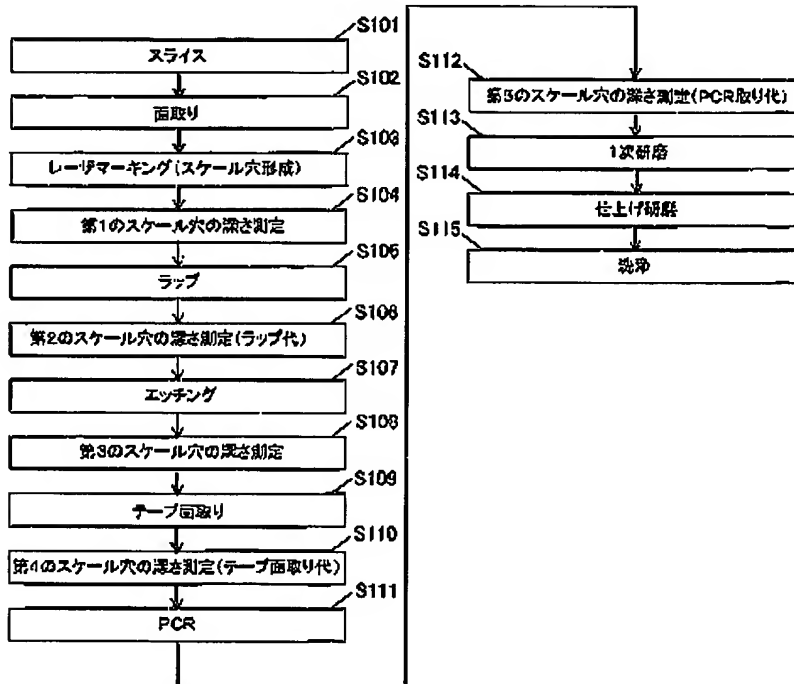 S101
スライス
S102
面取り
S103
レーザマーキング(スケール穴形成)
S104
第1のスケール穴の深さ測定
S105
ラップ
S106
第2のスケール穴の深さ測定(ラップ代)
S107
エッチング
S108
第3のスケール穴の深さ測定
S109
テープ面取り
S110
第4のスケール穴の深さ測定(テープ面取り代)
S111
PCR
S112
第5のスケール穴の深さ測定(PCR取り代)
S113
1次研磨
S114
仕上げ研磨
S115
洗浄